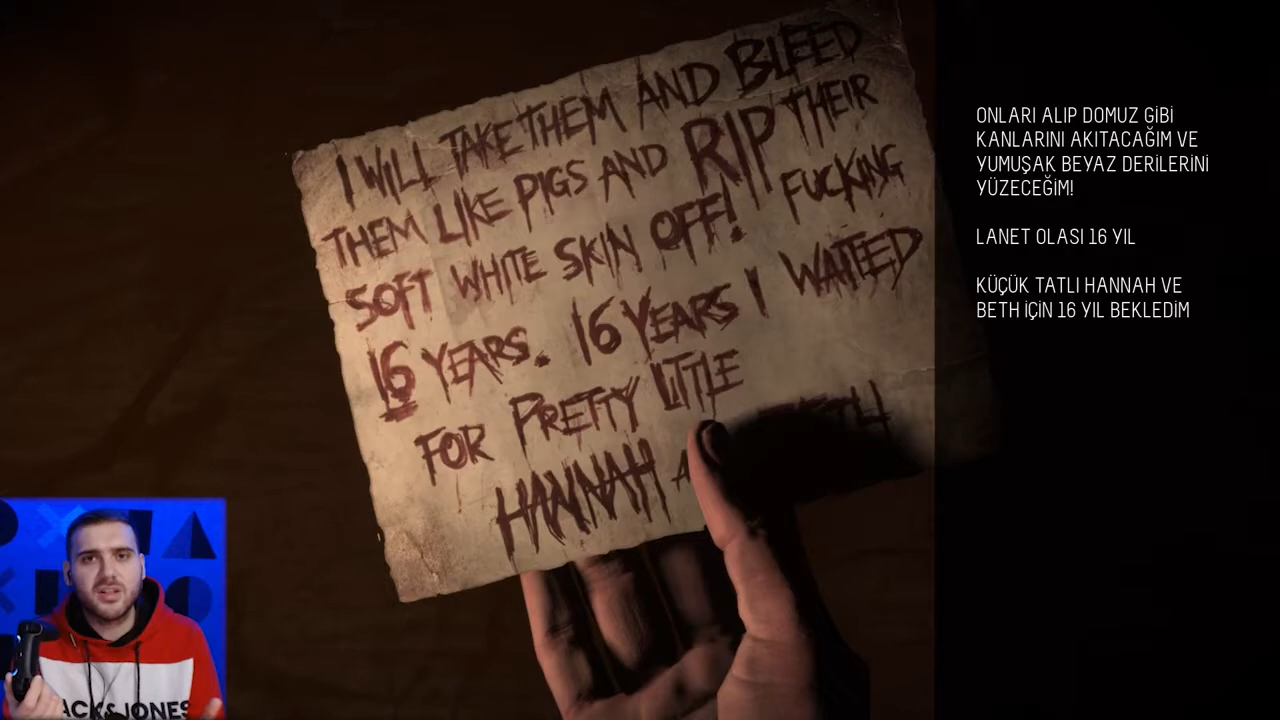 I WILL TAKE THEM AND BLEED
THEM LIKE PIGS AND RIP THEIR
SOFT WHITE SKIN OFF! FUCKING
16 YEARS. 16 YEARS I WAITED
FOR PRETTY LITTLE
HANNAH
ONLARI ALIP DOMUZ GİBİ
KANLARINI AKITACAĞIM VE
YUMUŞAK BEYAZ DERİLERİNİ
YÜZECEĞİM!
LANET OLASI 16 YIL
KÜÇÜK TATLI HANNAH VE
BETH İÇİN 16 YIL BEKLEDİM
ACK&JONES